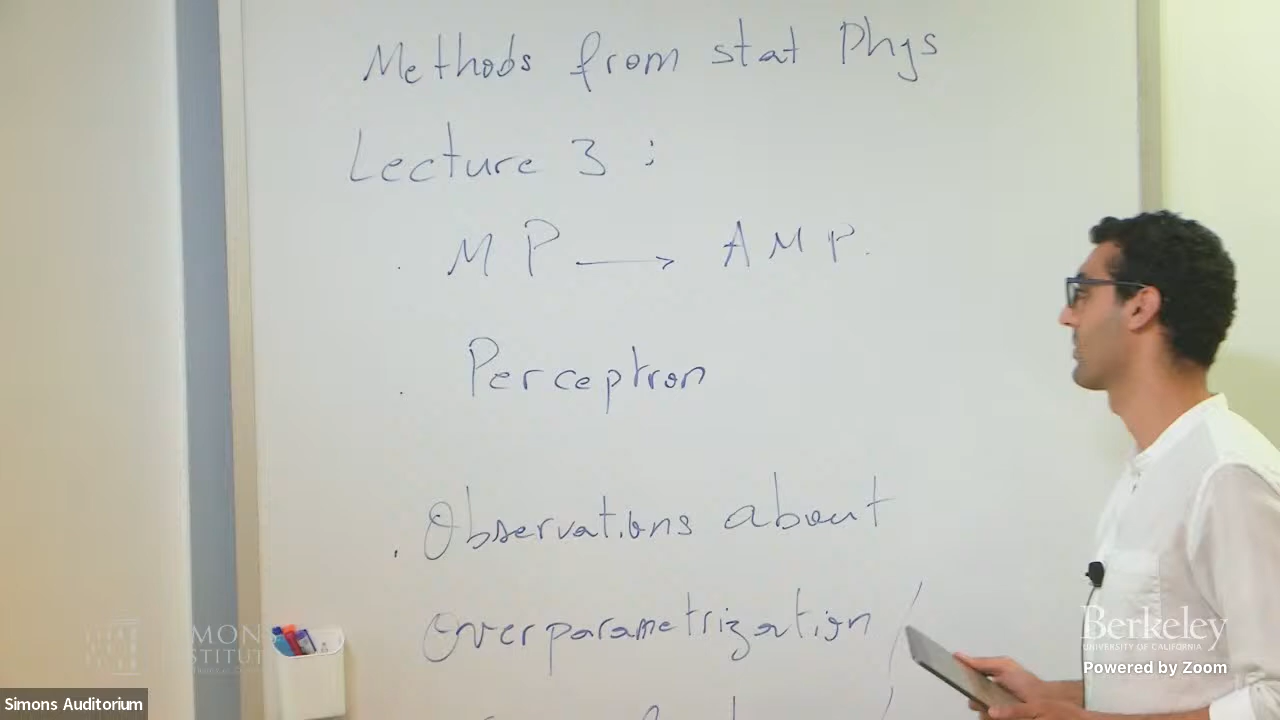 Methods from stat Phys
Lecture 3 :
. MP → AMP.
. Perceptron
. Observations about
overparametrization /
Berkeley
UNIVERSITY OF CALIFORNIA
Powered by Zoom
Simons Auditorium